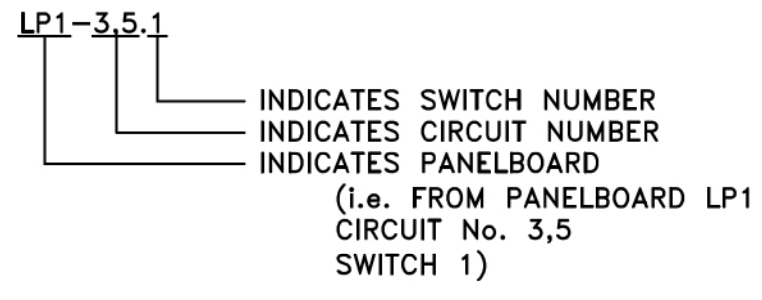 LP1-3,5.1
INDICATES SWITCH NUMBER
INDICATES CIRCUIT NUMBER
INDICATES PANELBOARD
(i.e. FROM PANELBOARD LP1
CIRCUIT No. 3,5
SWITCH 1)